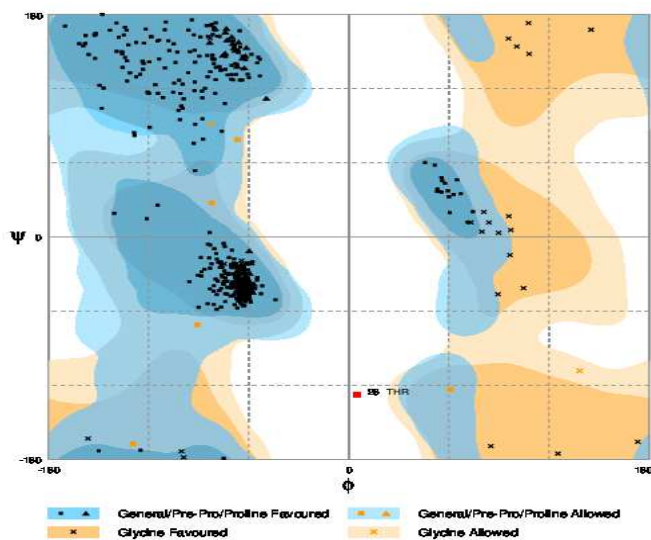 180
ψ
0
THR
-180
-180
0
180
ϕ
General/Pre-Pro/Proline Favoured
General/Pre-Pro/Proline Allowed
Glycine Favoured
Glycine Allowed